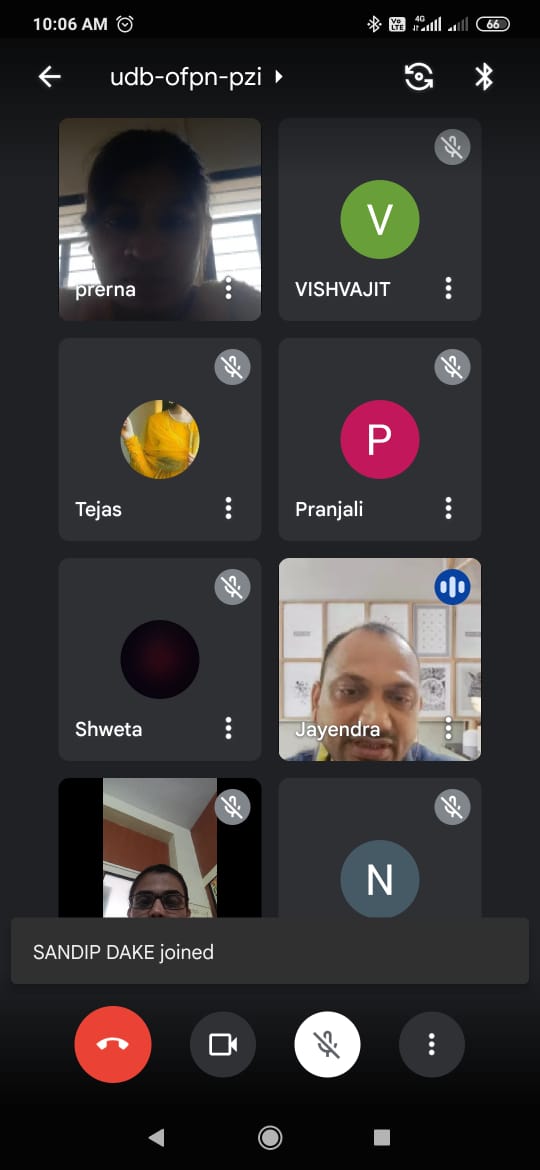 10:06 AM
Vo LTE 4G 66
udb-ofpn-pzi
prerna
V
VISHVAJIT
Tejas
P
Pranjali
Shweta
Jayendra
N
SANDIP DAKE joined